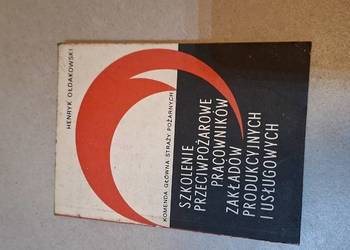 HENRYK OŁDAKOWSKI
KOMENDA GŁÓWNA STRAŻY POŻARNYCH
SZKOLENIE
PRZECIWPOŻAROWE
PRACOWNIKÓW
ZAKŁADÓW
PRODUKCYJNYCH
I USŁUGOWYCH